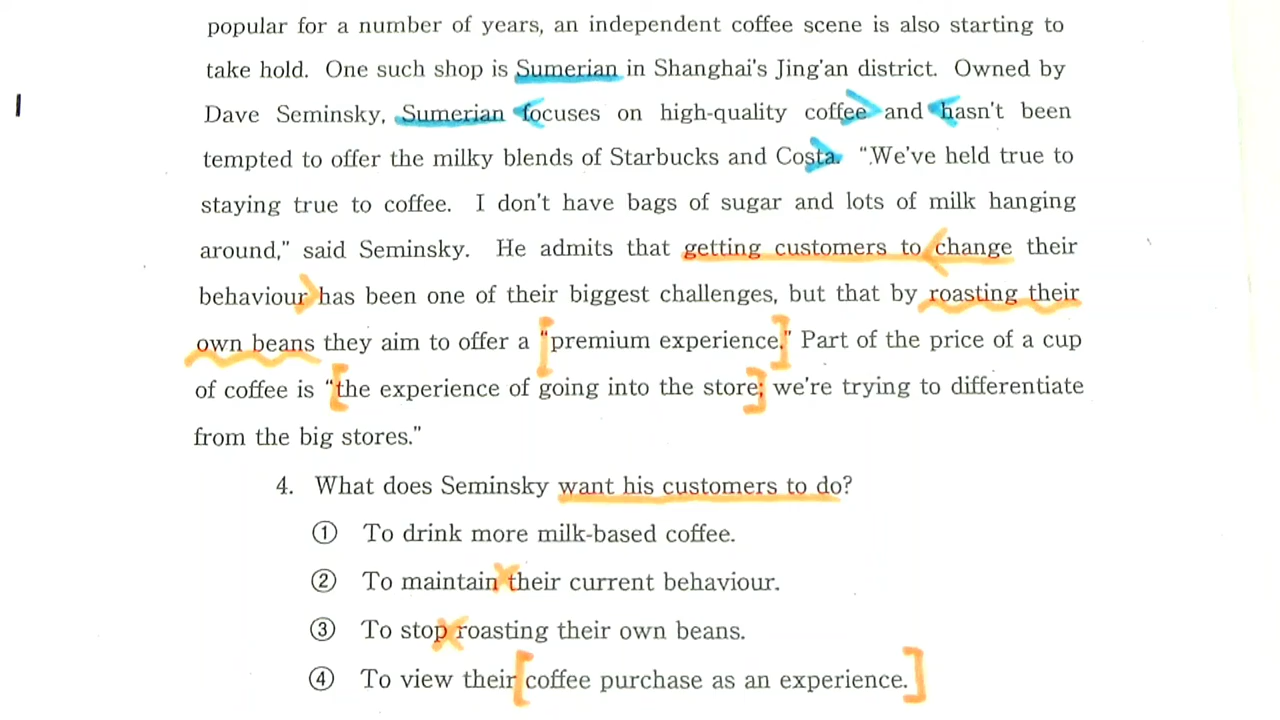 popular for a number of years, an independent coffee scene is also starting to
take hold. One such shop is Sumerian in Shanghai's Jing'an district. Owned by
Dave Seminsky, Sumerian focuses on high-quality coffee and hasn't been
tempted to offer the milky blends of Starbucks and Costa. "We've held true to
staying true to coffee. I don't have bags of sugar and lots of milk hanging
around," said Seminsky. He admits that getting customers to change their
behaviour has been one of their biggest challenges, but that by roasting their
own beans they aim to offer a "premium experience." Part of the price of a cup
of coffee is "the experience of going into the store; we're trying to differentiate
from the big stores."
4. What does Seminsky want his customers to do?
① To drink more milk-based coffee.
② To maintain their current behaviour.
③ To stop roasting their own beans.
④ To view their coffee purchase as an experience.